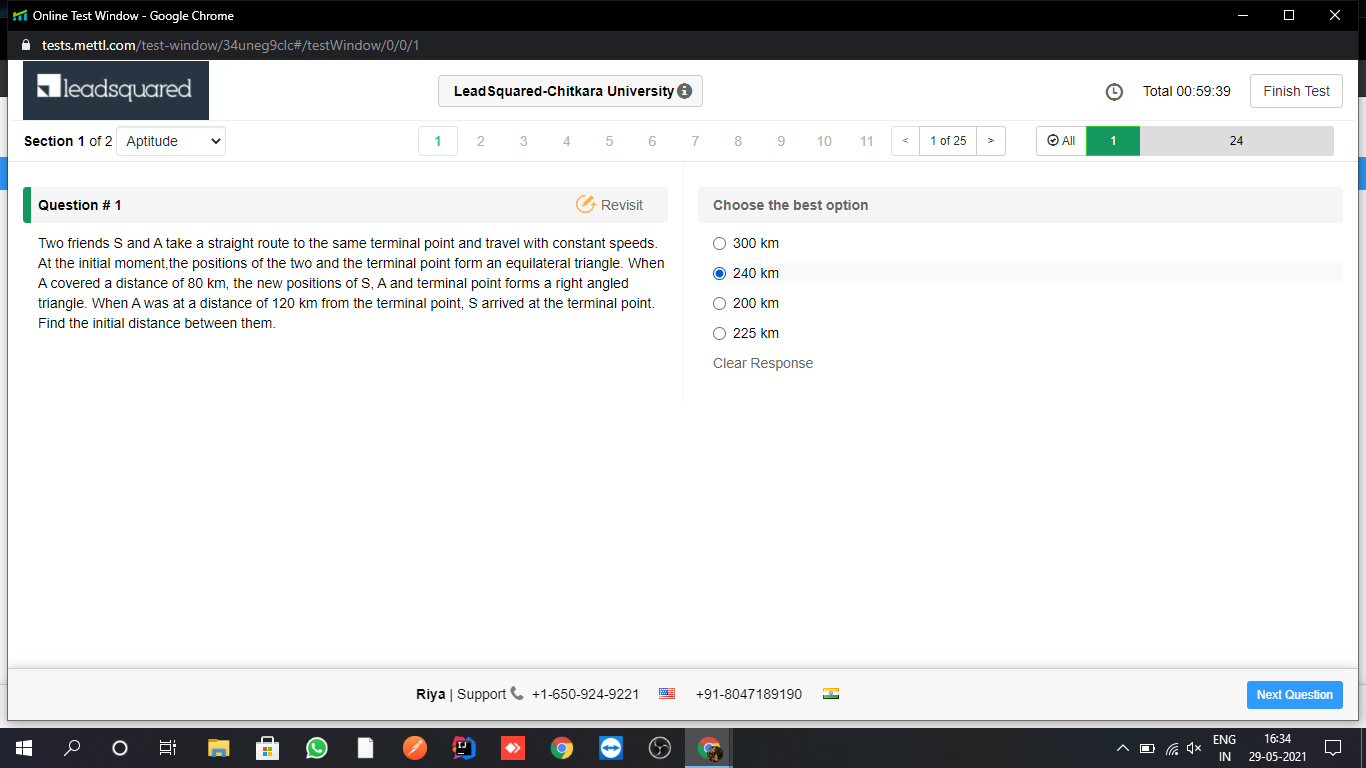 Online Test Window - Google Chrome
tests.mettl.com/test-window/34uneg9clc#/testWindow/0/0/1
leadsquared
LeadSquared-Chitkara University
Total 00:59:39
Finish Test
Section 1 of 2 Aptitude
1 2 3 4 5 6 7 8 9 10 11 < 1 of 25 >
All 1 24
Question # 1
Revisit
Two friends S and A take a straight route to the same terminal point and travel with constant speeds.
At the initial moment,the positions of the two and the terminal point form an equilateral triangle. When
A covered a distance of 80 km, the new positions of S, A and terminal point forms a right angled
triangle. When A was at a distance of 120 km from the terminal point, S arrived at the terminal point.
Find the initial distance between them.
Choose the best option
300 km
240 km
200 km
225 km
Clear Response
Riya | Support +1-650-924-9221 +91-8047189190
Next Question
ENG
IN
16:34
29-05-2021